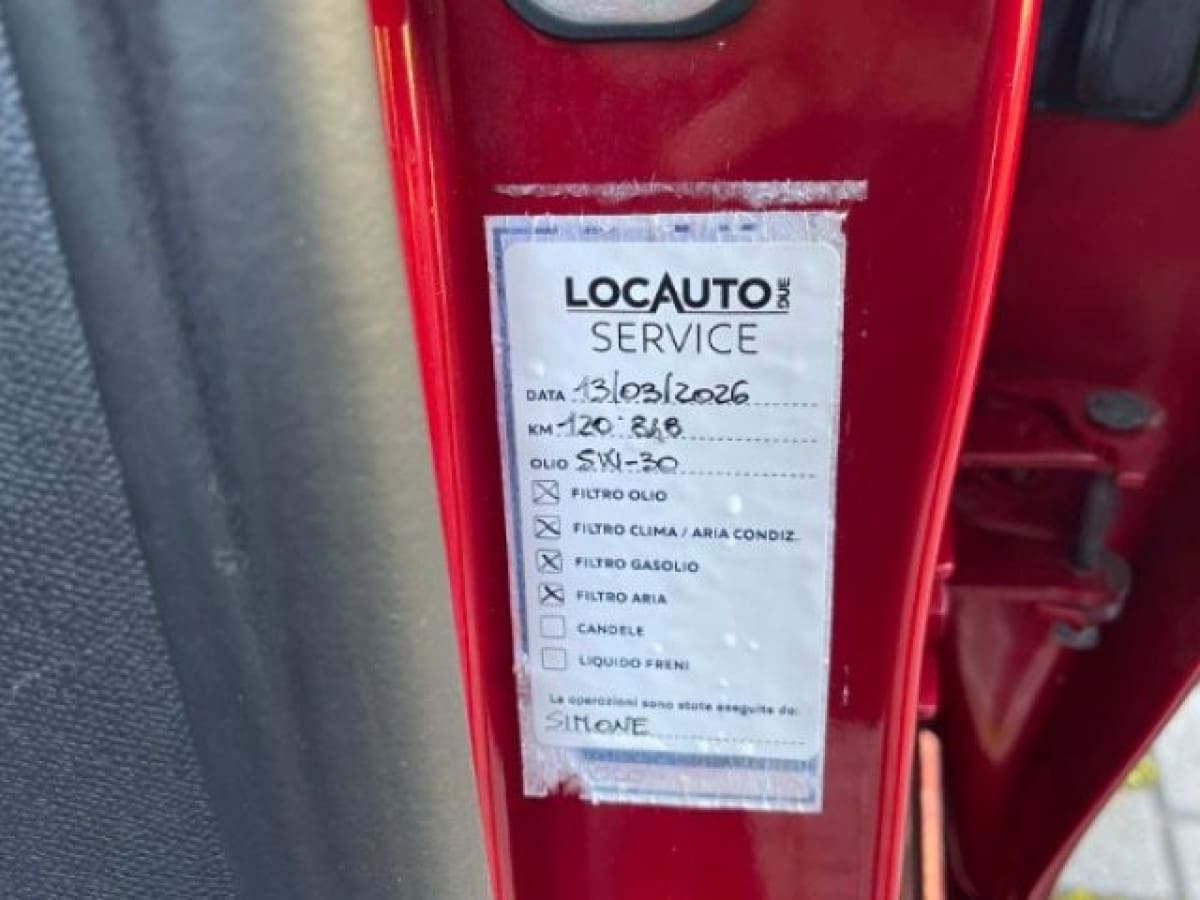 LOCAUTO DUE
SERVICE
DATA 13/03/2026
KM 120.848
OLIO 5W-30
FILTRO OLIO
FILTRO CLIMA / ARIA CONDIZ.
FILTRO GASOLIO
FILTRO ARIA
CANDELE
LIQUIDO FRENI
Le operazioni sono state eseguite da:
SIMONE